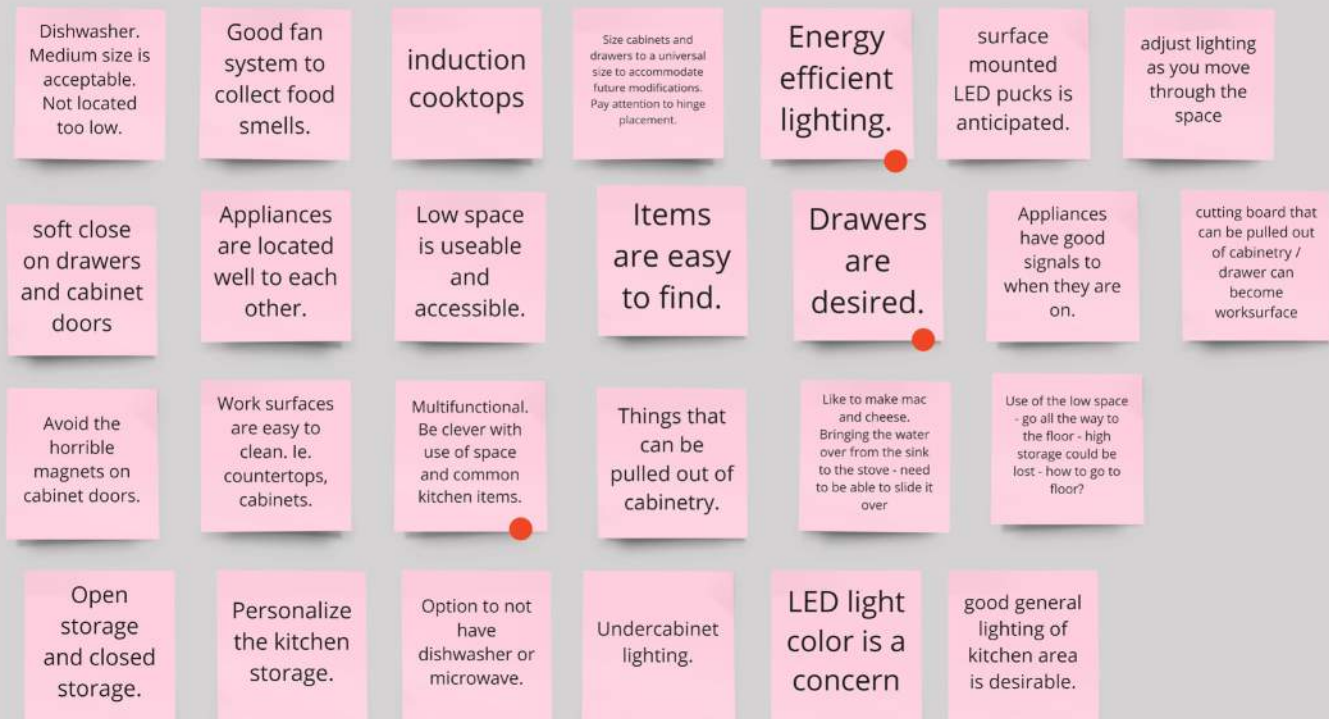 Dishwasher.
Medium size is
acceptable.
Not located
too low.
Good fan
system to
collect food
smells.
induction
cooktops
Size cabinets and
drawers to a universal
size to accommodate
future modifications.
Pay attention to hinge
placement.
Energy
efficient
lighting.
surface
mounted
LED pucks is
anticipated.
adjust lighting
as you move
through the
space
soft close
on drawers
and cabinet
doors
Appliances
are located
well to each
other.
Low space
is useable
and
accessible.
Items
are easy
to find.
Drawers
are
desired.
Appliances
have good
signals to
when they are
on.
cutting board that
can be pulled out
of cabinetry /
drawer can
become
worksurface
Avoid the
horrible
magnets on
cabinet doors.
Work surfaces
are easy to
clean. Ie.
countertops,
cabinets.
Multifunctional.
Be clever with
use of space
and common
kitchen items.
Things that
can be
pulled out of
cabinetry.
Like to make mac
and cheese.
Bringing the water
over from the sink
to the stove - need
to be able to slide it
over
Use of the low space
- go all the way to
the floor - high
storage could be
lost - how to go to
floor?
Open
storage
and closed
storage.
Personalize
the kitchen
storage.
Option to not
have
dishwasher or
microwave.
Undercabinet
lighting.
LED light
color is a
concern
good general
lighting of
kitchen area
is desirable.